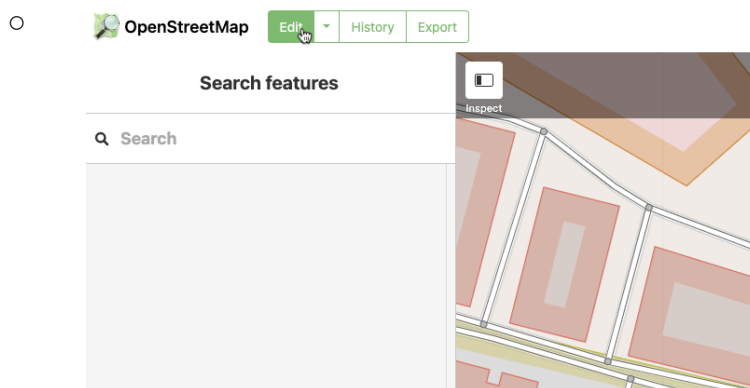 OpenStreetMap Edit History Export
Search features
Inspect
Search